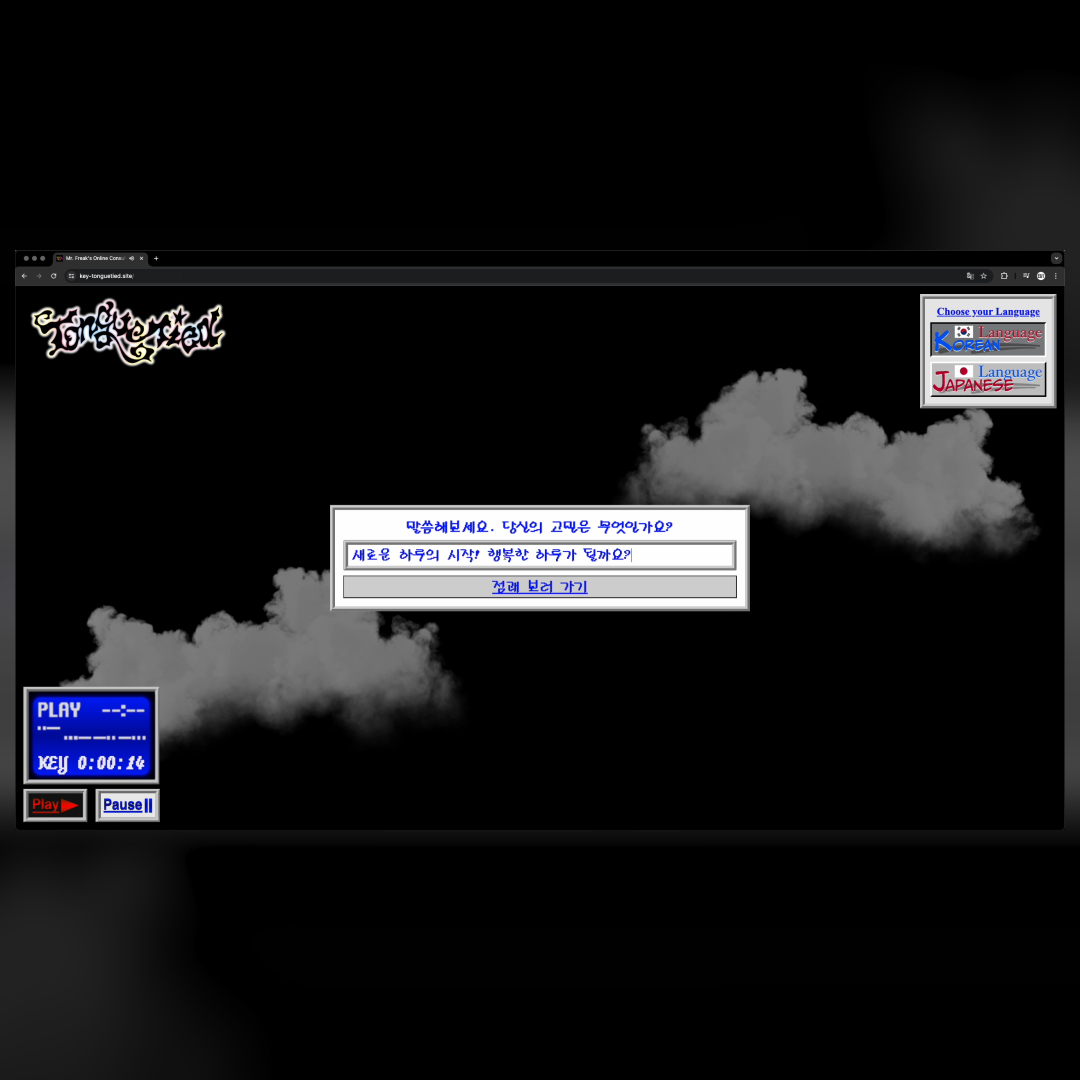 Mr. Freak's Online Consul
key-tonguetied.site/
Tonguetied
Choose your Language
Language
KOREAN
Language
JAPANESE
말씀해보세요. 당신의 고민은 무엇인가요?
새로운 하루의 시작! 행복한 하루가 될까요?
점괘 보러 가기
PLAY --:--
KEY 0:00:14
Play
Pause